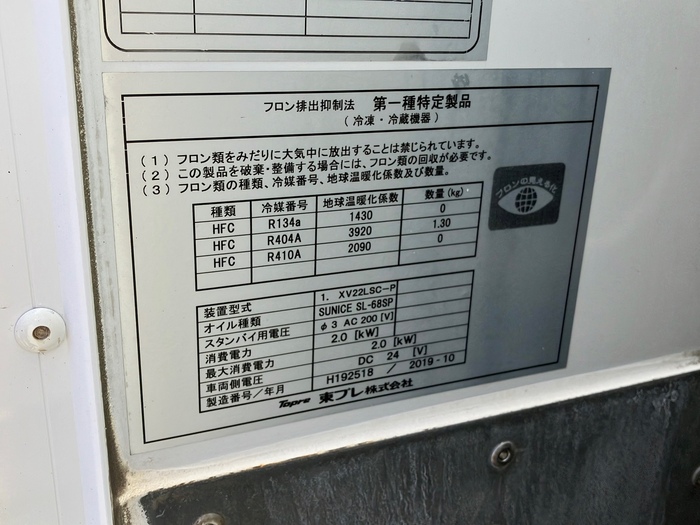 フロン排出抑制法 第一種特定製品
(冷凍・冷蔵機器)
(1) フロン類をみだりに大気中に放出することは禁じられています。
(2) この製品を廃棄・整備する場合には、フロン類の回収が必要です。
(3) フロン類の種類、冷媒番号、地球温暖化係数及び数量。
フロンの見える化
種類 冷媒番号 地球温暖化係数 数量(kg)
HFC R134a 1430 0
HFC R404A 3920 1.30
HFC R410A 2090 0
装置型式 1. XV22LSC-P
オイル種類 SUNICE SL-68SP
スタンバイ用電圧 φ3 AC 200 [V]
消費電力 2.0 [kW]
最大消費電力 2.0 [kW]
車両側電圧 DC 24 [V]
製造番号/年月 H192518 / 2019-10
Topre 東プレ株式会社